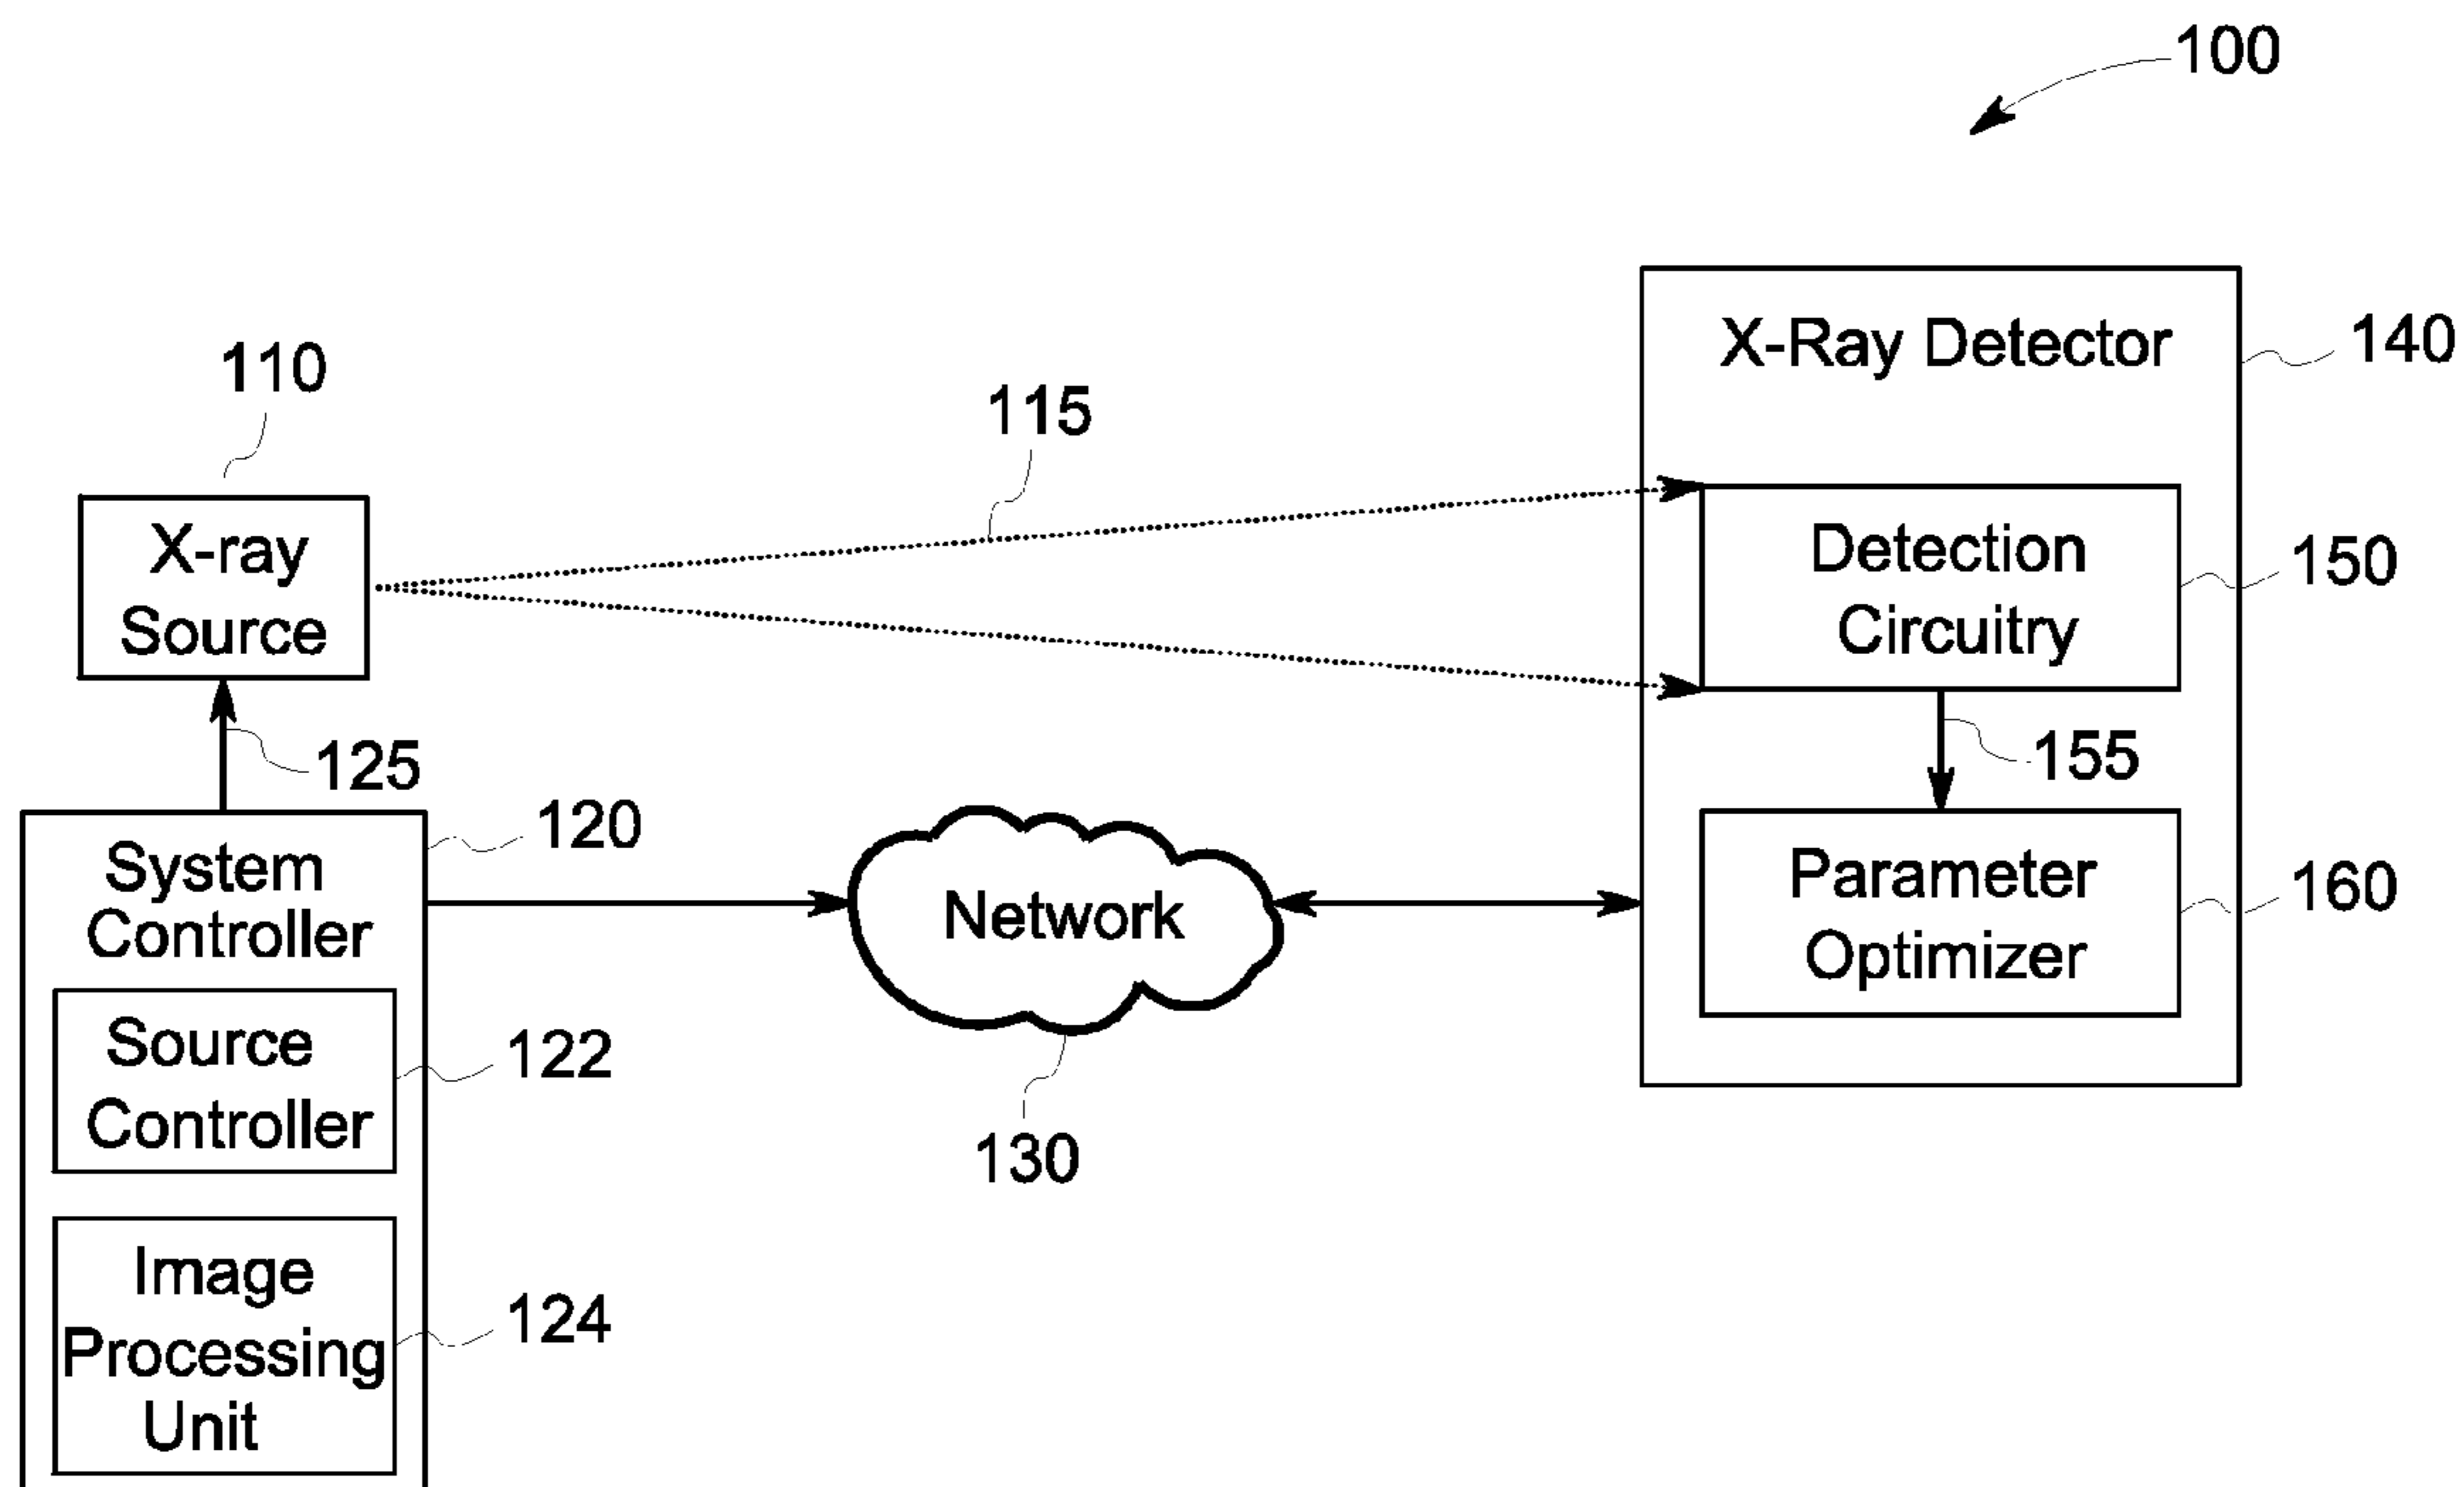 100
X-Ray Detector
140
110
115
X-ray
Source
Detection
Circuitry
150
125
155
120
System
Controller
Network
Parameter
Optimizer
160
Source
Controller
122
130
Image
Processing
Unit
124